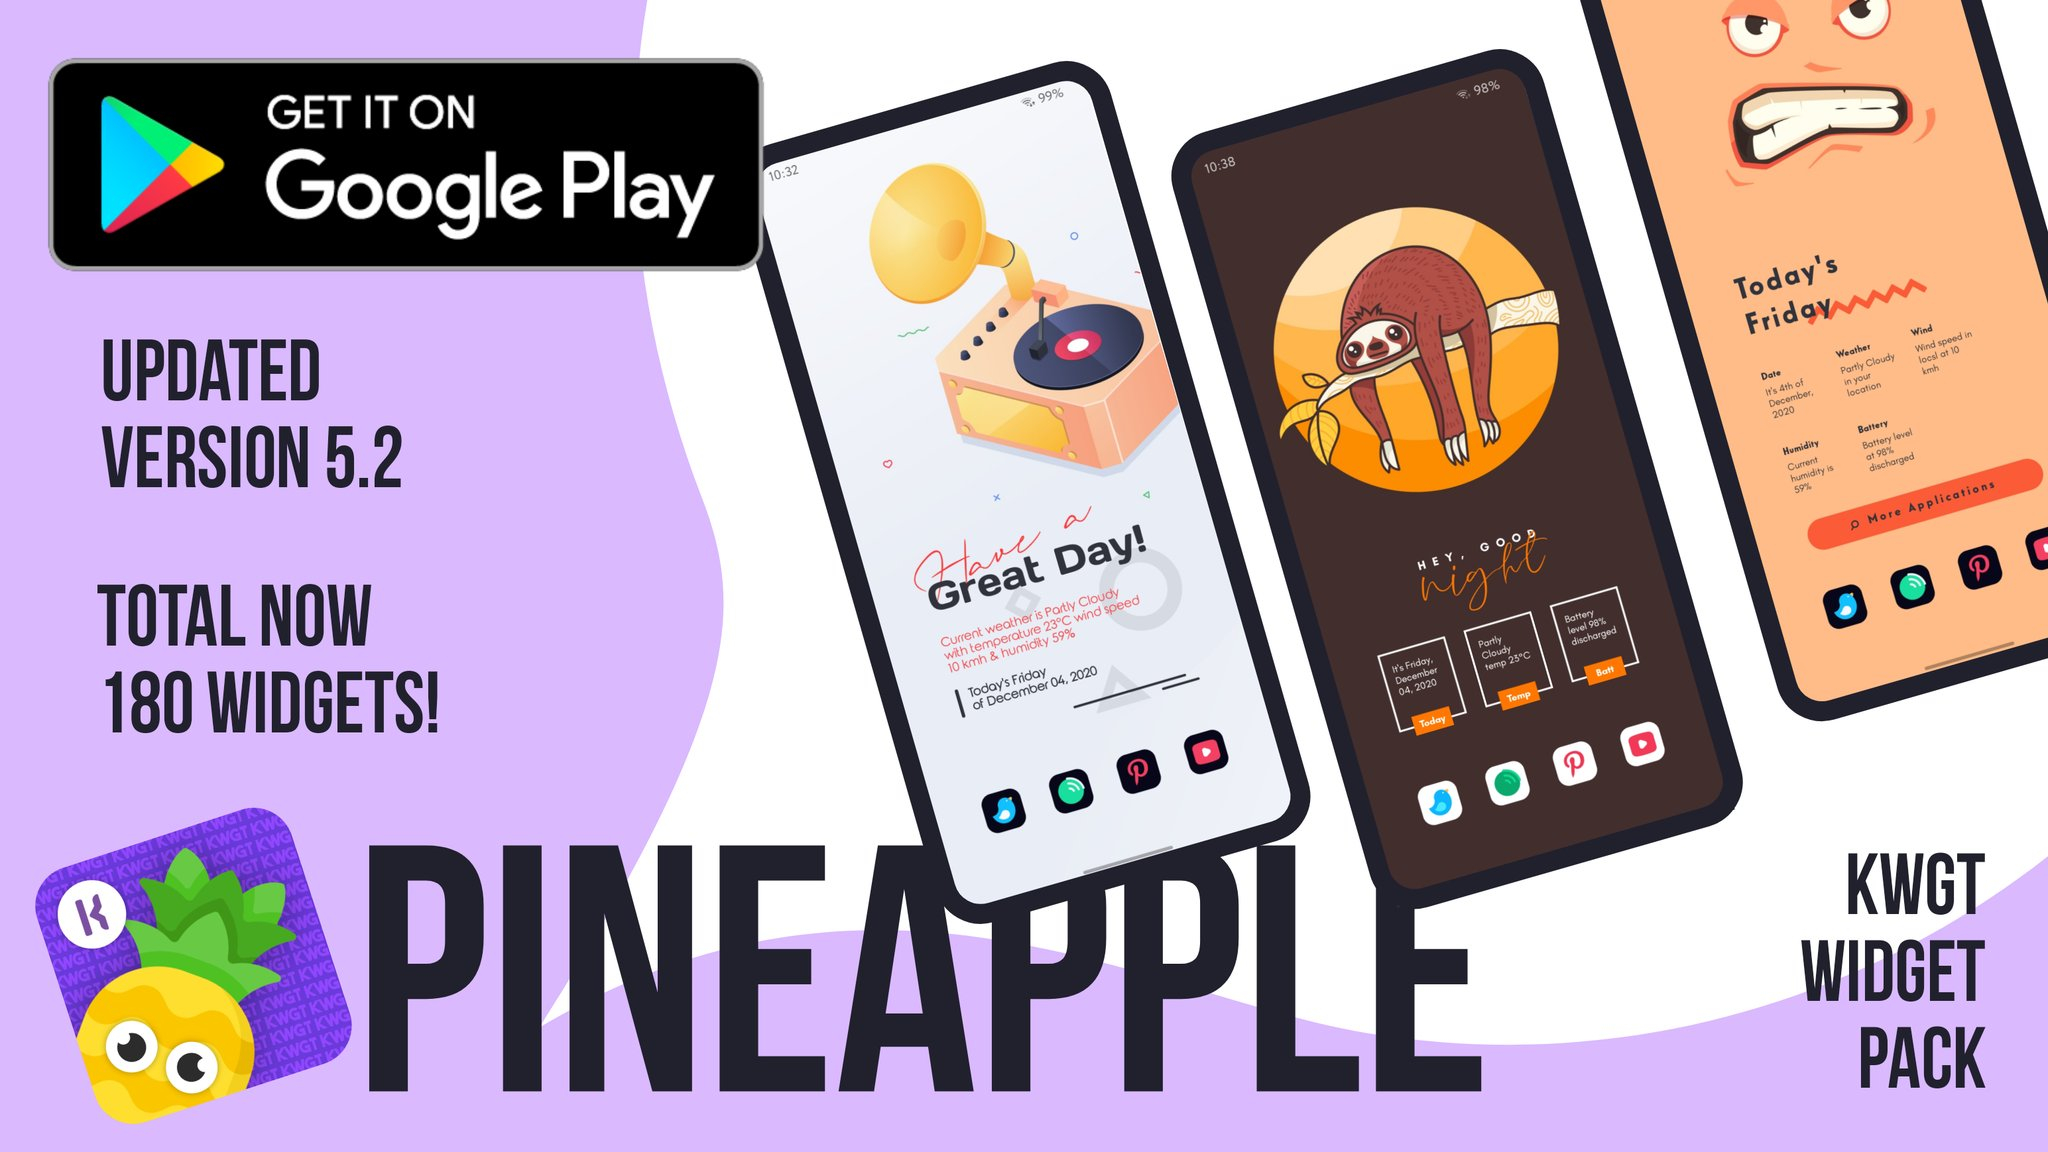 GET IT ON
Google Play
UPDATED
VERSION 5.2
TOTAL NOW
180 WIDGETS!
10:32
99%
Have a
Great Day!
Current weather is Partly Cloudy
with temperature 23°C wind speed
10 kmh & humidity 59%
Today's Friday
of December 04, 2020
10:38
98%
HEY, GOOD
night
It's Friday,
December
04, 2020
Today
Partly
Cloudy
temp 23°C
Temp
Battery
level 98%
discharged
Batt
Today's
Friday
Date
It's 4th of
December,
2020
Weather
Partly Cloudy
in your
location
Wind
Wind speed in
locsl at 10
kmh
Humidity
Current
humidity is
59%
Battery
Battery level
at 98%
discharged
More Applications
PINEAPPLE
KWGT
WIDGET
PACK